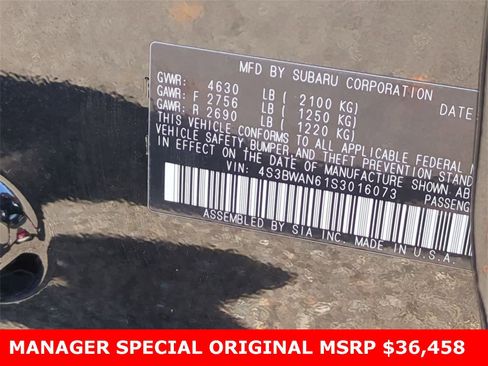 MFD BY SUBARU CORPORATION DATE
GVWR: 4630 LB ( 2100 KG)
GAWR: F 2756 LB ( 1250 KG)
GAWR: R 2690 LB ( 1220 KG)
THIS VEHICLE CONFORMS TO ALL APPLICABLE FEDERAL
VEHICLE SAFETY, BUMPER, AND THEFT PREVENTION STAND
IN EFFECT ON THE DATE OF MANUFACTURE SHOWN AB
VIN: 4S3BWAN61S3016073 PASSENG
ASSEMBLED BY SIA INC. MADE IN U.S.A.
MANAGER SPECIAL ORIGINAL MSRP $36,458